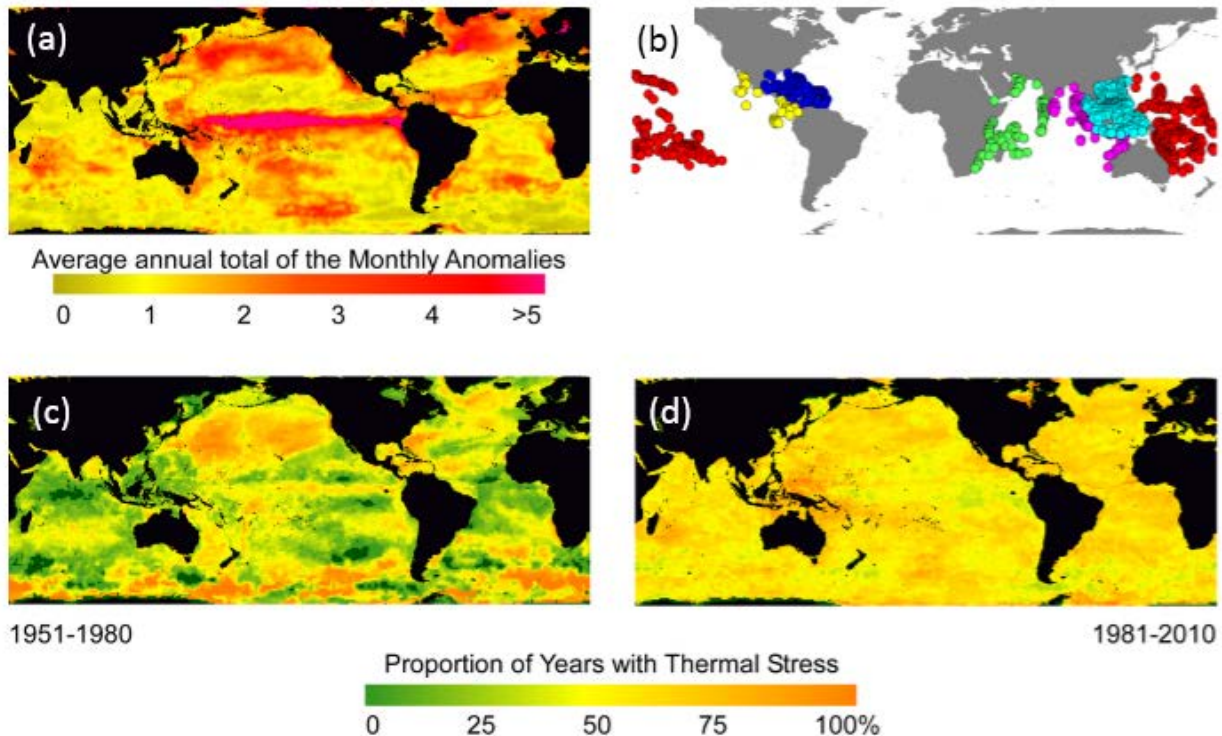 (a)
(b)
Average annual total of the Monthly Anomalies
0 1 2 3 4 >5
(c)
(d)
1951-1980
1981-2010
Proportion of Years with Thermal Stress
0 25 50 75 100%